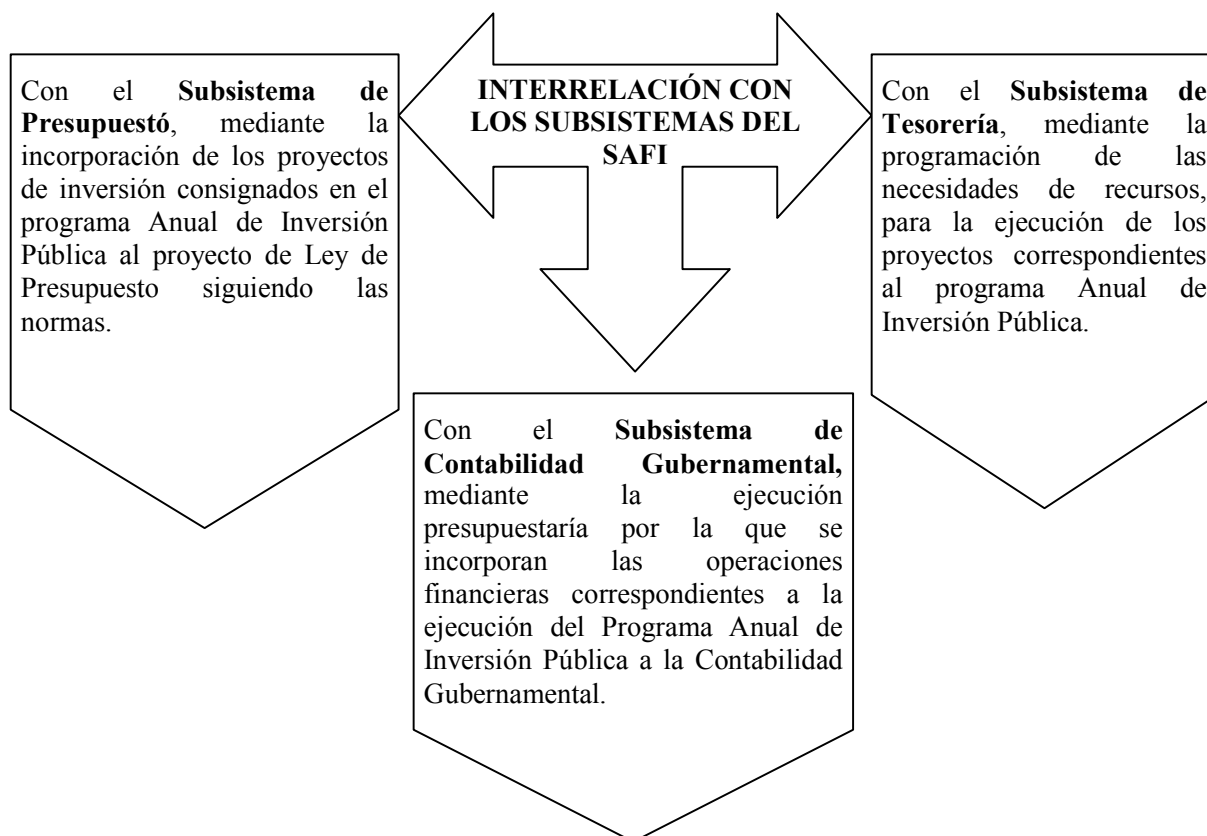 INTERRELACIÓN CON
LOS SUBSISTEMAS DEL
SAFI
Con el Subsistema de
Presupuestó, mediante la
incorporación de los proyectos
de inversión consignados en el
programa Anual de Inversión
Pública al proyecto de Ley de
Presupuesto siguiendo las
normas.
Con el Subsistema de
Tesorería, mediante la
programación de las
necesidades de recursos,
para la ejecución de los
proyectos correspondientes
al programa Anual de
Inversión Pública.
Con el Subsistema de
Contabilidad Gubernamental,
mediante la ejecución
presupuestaría por la que se
incorporan las operaciones
financieras correspondientes a la
ejecución del Programa Anual de
Inversión Pública a la Contabilidad
Gubernamental.